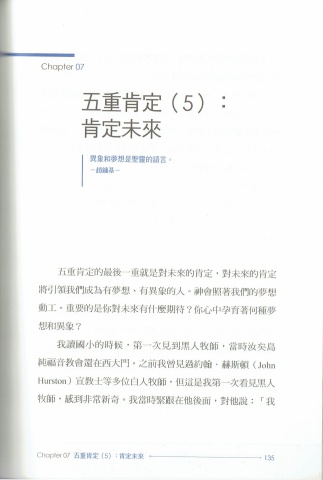 Chapter 07
五重肯定（5）：
肯定未來
異象和夢想是聖靈的語言。
—趙鏞基—
五重肯定的最後一重就是對未來的肯定，對未來的肯定
將引領我們成為有夢想、有異象的人。神會照著我們的夢想
動工。重要的是你對未來有什麼期待？你心中孕育著何種夢
想和異象？
我讀國小的時候，第一次見到黑人牧師，當時汝矣島
純福音教會還在西大門。之前我曾見過約翰．赫斯頓（John
Hurston）宣教士等多位白人牧師，但這是我第一次看見黑人
牧師，感到非常新奇。我當時緊跟在他後面，對他說：「我
Chapter 07 五重肯定（5）：肯定未來 135